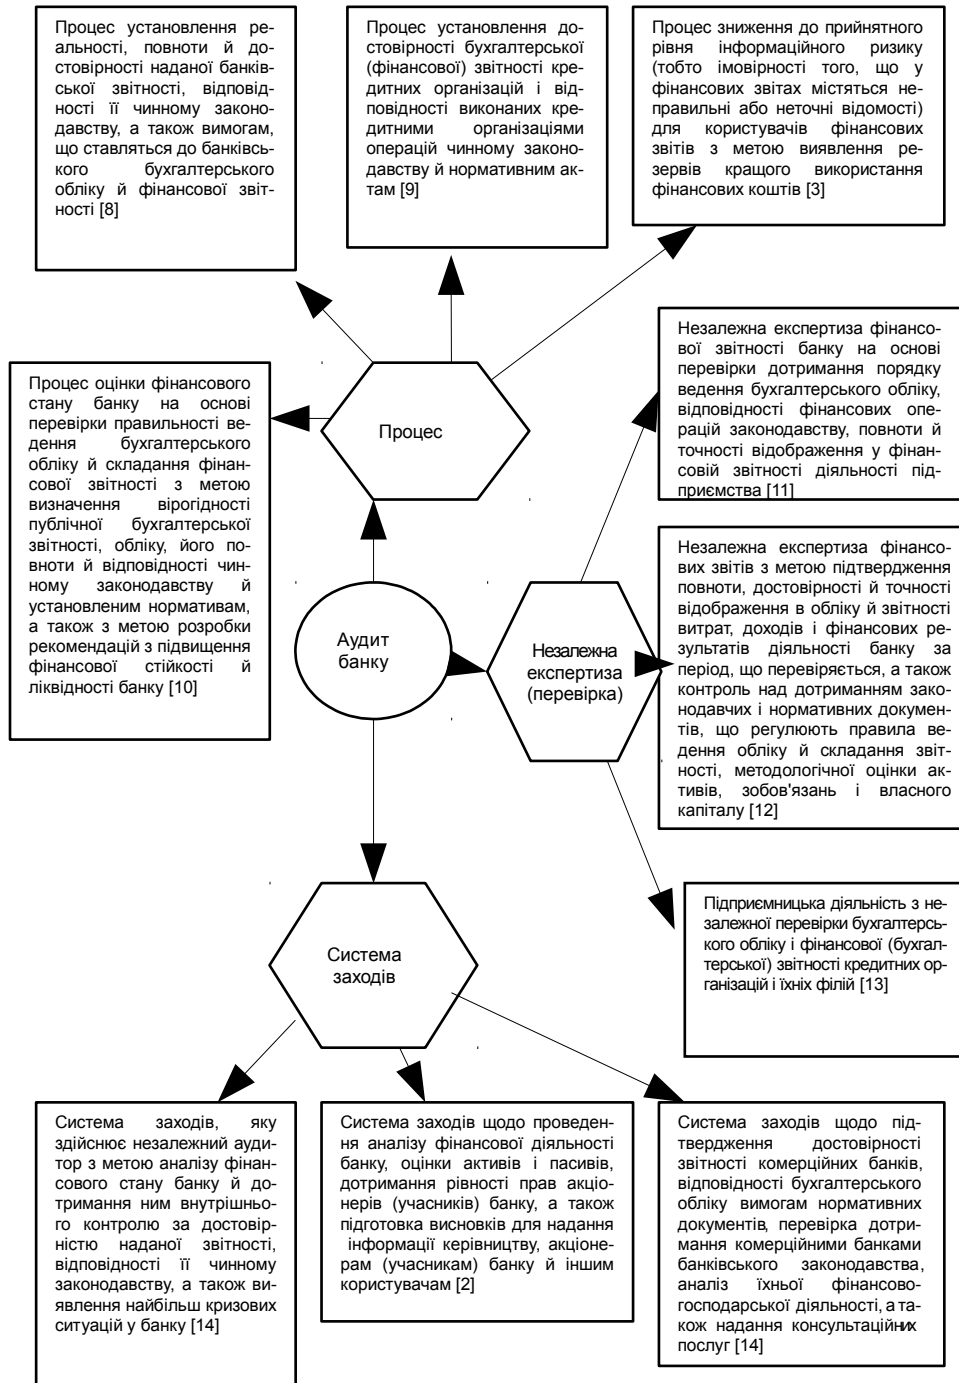 Процес установлення ре-
альності, повноти й до-
стовірності наданої банків-
ської звітності, відповід-
ності її чинному законо-
давству, а також вимогам,
що ставляться до банківсь-
кого бухгалтерського
обліку й фінансової звіт-
ності [8]
Процес установлення до-
стовірності бухгалтерської
(фінансової) звітності кре-
дитних організацій і від-
повідності виконаних кре-
дитними організаціями
операцій чинному законо-
давству й нормативним ак-
там [9]
Процес зниження до прийнятного
рівня інформаційного ризику
(тобто імовірності того, що у
фінансових звітах містяться не-
правильні або неточні відомості)
для користувачів фінансових
звітів з метою виявлення ре-
зервів кращого використання
фінансових коштів [3]
Процес оцінки фінансового
стану банку на основі
перевірки правильності ве-
дення бухгалтерського
обліку й складання фінан-
сової звітності з метою
визначення вірогідності
публічної бухгалтерської
звітності, обліку, його по-
вноти й відповідності чин-
ному законодавству й
установленим нормативам,
а також з метою розробки
рекомендацій з підвищення
фінансової стійкості й
ліквідності банку [10]
Процес
Незалежна експертиза фінансо-
вої звітності банку на основі
перевірки дотримання порядку
ведення бухгалтерського обліку,
відповідності фінансових опе-
рацій законодавству, повноти й
точності відображення у фінан-
совій звітності діяльності під-
приємства [11]
Аудит
банку
Незалежна
експертиза
(перевірка)
Незалежна експертиза фінансо-
вих звітів з метою підтвердження
повноти, достовірності й точності
відображення в обліку й звітності
витрат, доходів і фінансових ре-
зультатів діяльності банку за
період, що перевіряється, а також
контроль над дотриманням зако-
нодавчих і нормативних докумен-
тів, що регулюють правила ве-
дення обліку й складання звіт-
ності, методологічної оцінки ак-
тивів, зобов'язань і власного
капіталу [12]
Підприємницька діяльність з не-
залежної перевірки бухгалтерсь-
кого обліку і фінансової (бухгал-
терської) звітності кредитних ор-
ганізацій і їхніх філій [13]
Система
заходів
Система заходів, яку
здійснює незалежний ауди-
тор з метою аналізу фінан-
сового стану банку й до-
тримання ним внутрішньо-
го контролю за достовір-
ністю наданої звітності,
відповідності її чинному
законодавству, а також ви-
явлення найбільш кризових
ситуацій у банку [14]
Система заходів щодо проведен-
ня аналізу фінансової діяльності
банку, оцінки активів і пасивів,
дотримання рівності прав акціо-
нерів (учасників) банку, а також
підготовка висновків для надання
інформації керівництву, акціоне-
рам (учасникам) банку й іншим
користувачам [2]
Система заходів щодо під-
твердження достовірності
звітності комерційних банків,
відповідності бухгалтерського
обліку вимогам нормативних
документів, перевірка дотри-
мання комерційними банками
банківського законодавства,
аналіз їхньої фінансово-
господарської діяльності, а та-
кож надання консультаційних
послуг [14]